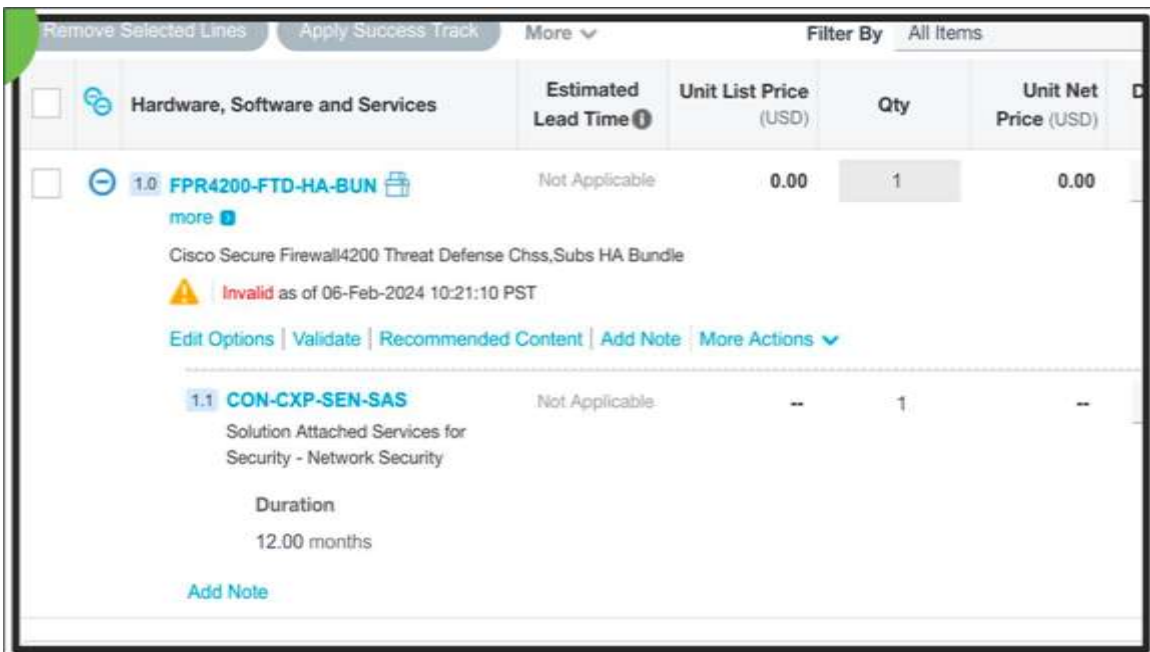 Remove Selected Lines Apply Success Track More Filter By All Items
Hardware, Software and Services Estimated Lead Time Unit List Price (USD) Qty Unit Net Price (USD) D
1.0 FPR4200-FTD-HA-BUN Not Applicable 0.00 1 0.00
more
Cisco Secure Firewall4200 Threat Defense Chss,Subs HA Bundle
Invalid as of 06-Feb-2024 10:21:10 PST
Edit Options | Validate | Recommended Content | Add Note | More Actions
1.1 CON-CXP-SEN-SAS Not Applicable -- 1 --
Solution Attached Services for
Security - Network Security
Duration
12.00 months
Add Note